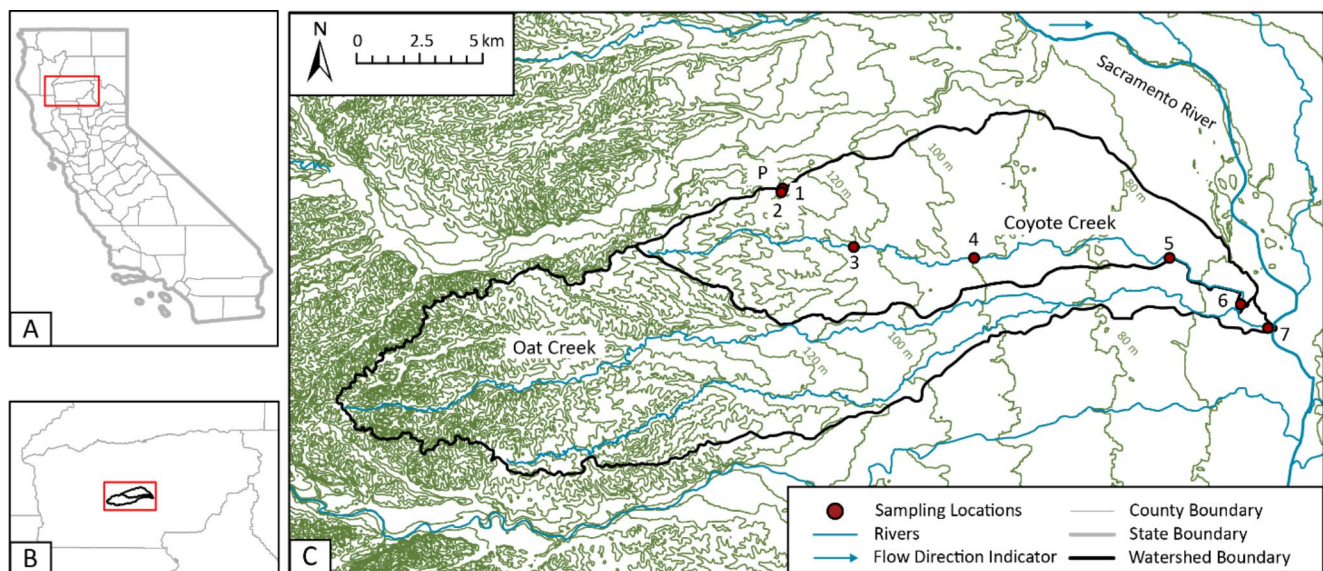 A
B
N
0 2.5 5 km
Sacramento River
100 m
80 m
P
1
120 m
2
Coyote Creek
3
4
5
6
7
Oat Creek
120 m
100 m
80 m
C
Sampling Locations
Rivers
Flow Direction Indicator
County Boundary
State Boundary
Watershed Boundary